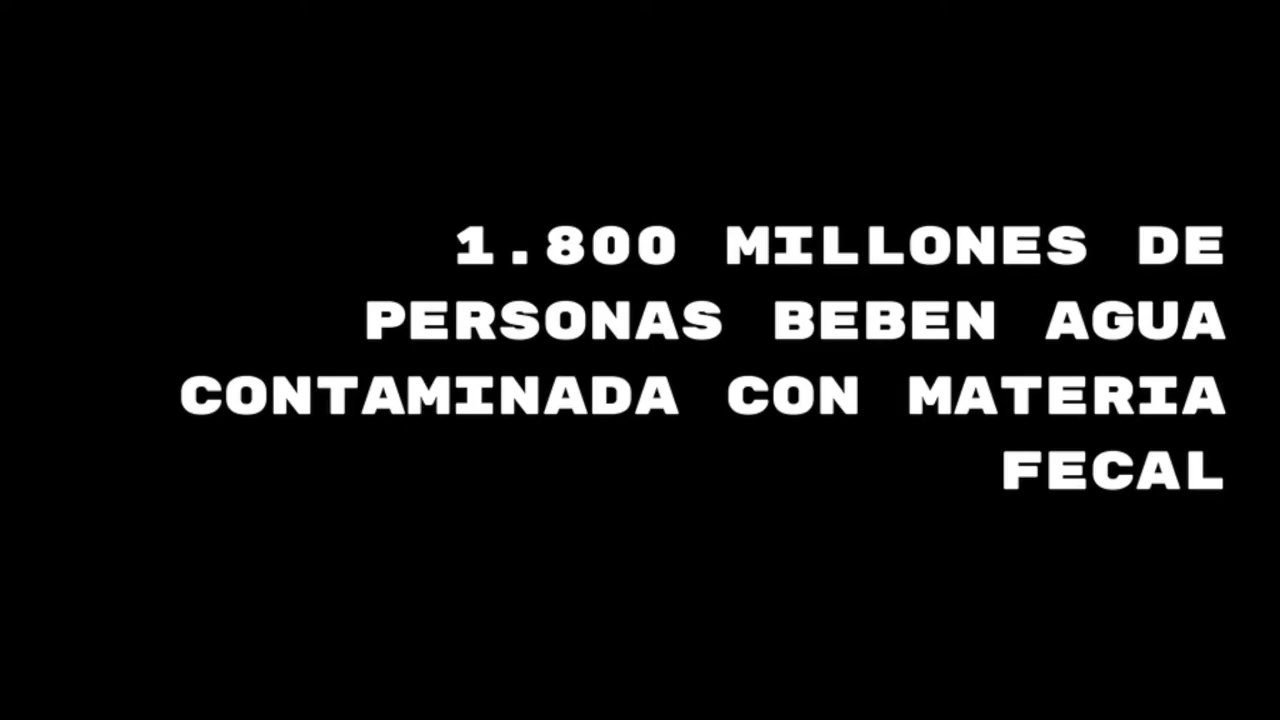 1.800 MILLONES DE
PERSONAS BEBEN AGUA
CONTAMINADA CON MATERIA
FECAL